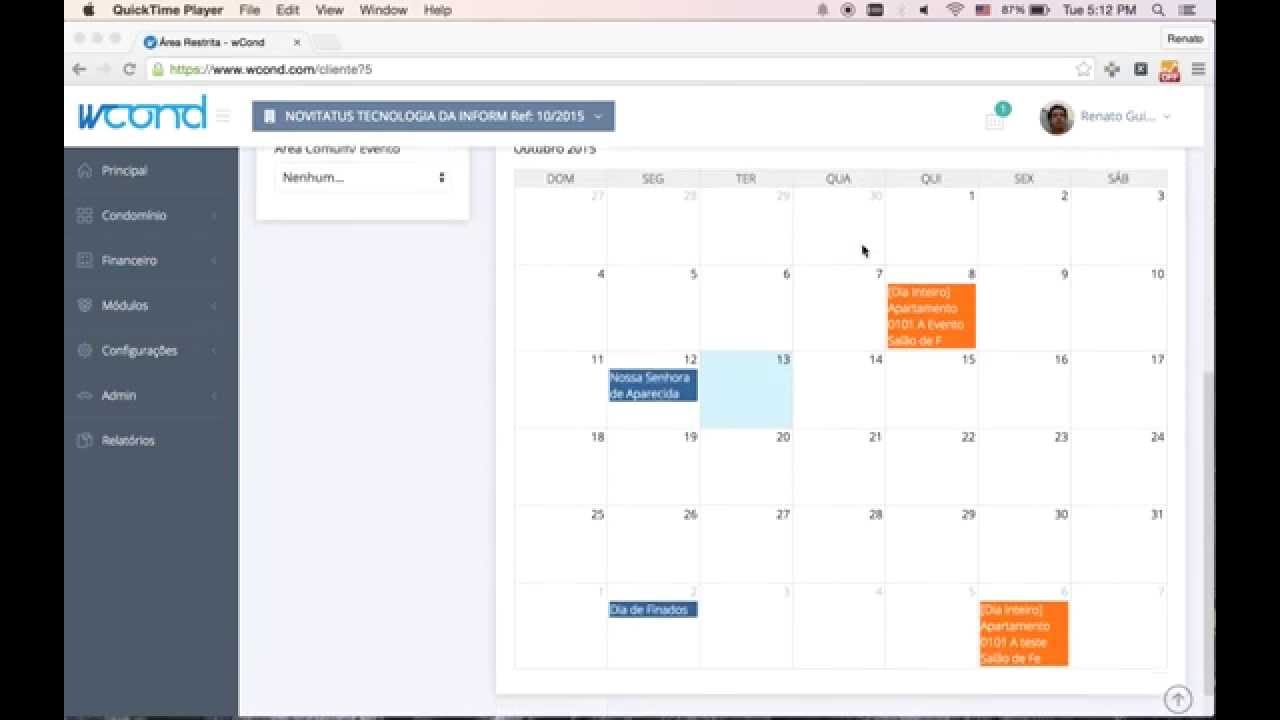 QuickTime Player File Edit View Window Help 87% Tue 5:12 PM
Área Restrita - wCond
Renato
https://www.wcond.com/cliente?5
OFF
wcond
NOVITATUS TECNOLOGIA DA INFORM Ref: 10/2015
1
Renato Gui...
Principal
Condomínio
Financeiro
Módulos
Configurações
Admin
Relatórios
Área Comum/ Evento
Nenhum...
Outubro 2015
DOM SEG TER QUA QUI SEX SÁB
27 28 29 30 1 2 3
4 5 6 7 8 9 10
[Dia Inteiro]
Apartamento
0101 A Evento
Salão de F
11 12 13 14 15 16 17
Nossa Senhora
de Aparecida
18 19 20 21 22 23 24
25 26 27 28 29 30 31
1 2 3 4 5 6 7
Dia de Finados
[Dia Inteiro]
Apartamento
0101 A teste
Salão de Fe